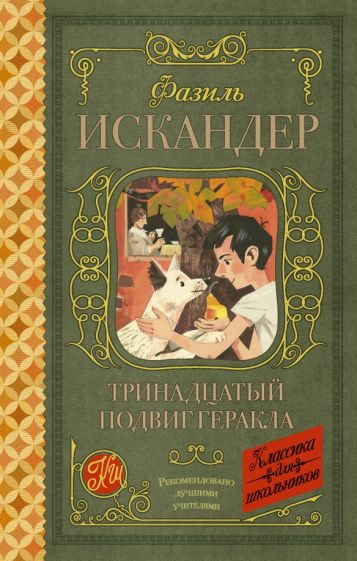 Фазиль
ИСКАНДЕР
ТРИНАДЦАТЫЙ
ПОДВИГ ГЕРАКЛА
КШ
Рекомендовано
лучшими
учителями
Классика
для
школьников